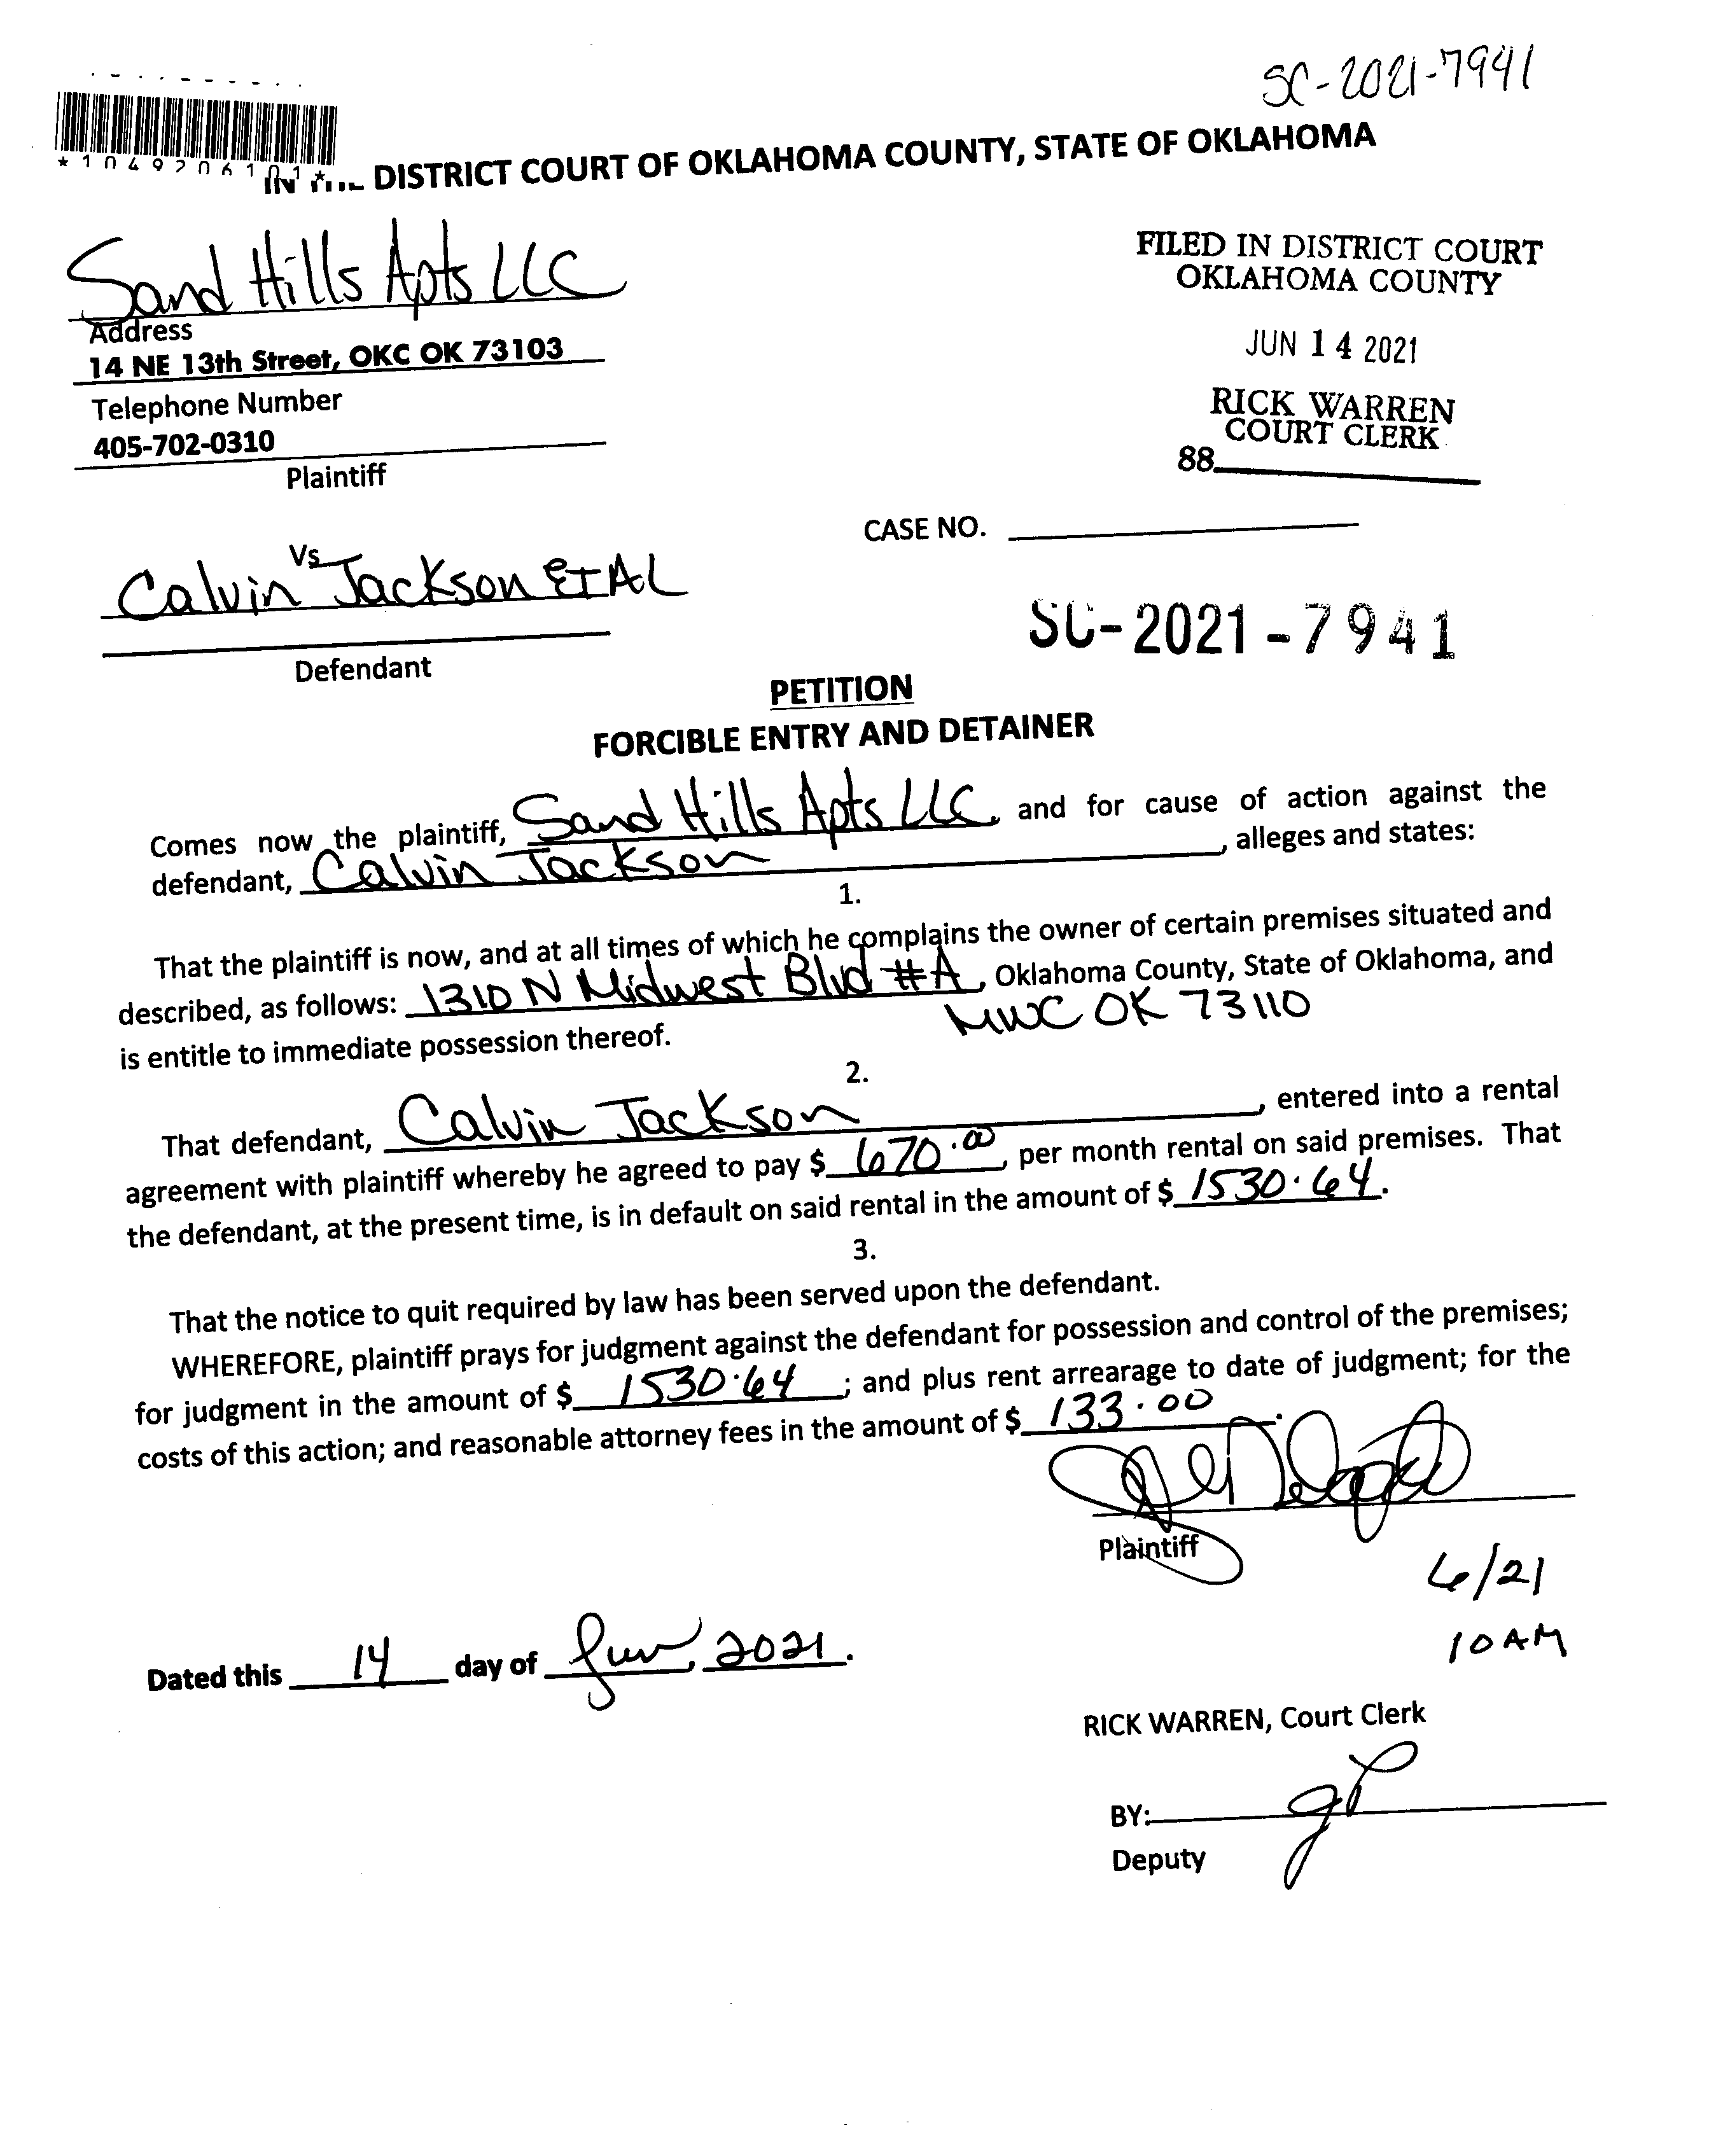 SC-2021-7941
*1049206101*
IN THE DISTRICT COURT OF OKLAHOMA COUNTY, STATE OF OKLAHOMA
Sand Hills Apts LLC
Address
14 NE 13th Street, OKC OK 73103
Telephone Number
405-702-0310
Plaintiff
FILED IN DISTRICT COURT
OKLAHOMA COUNTY
JUN 14 2021
RICK WARREN
COURT CLERK
88
CASE NO.
Vs
Calvin Jackson ET AL
Defendant
SC-2021-7941
PETITION
FORCIBLE ENTRY AND DETAINER
Comes now the plaintiff, Sand Hills Apts LLC, and for cause of action against the
defendant, Calvin Jackson, alleges and states:
1.
That the plaintiff is now, and at all times of which he complains the owner of certain premises situated and
described, as follows: 1310 N Midwest Blvd #A, Oklahoma County, State of Oklahoma, and
MWC OK 73110
is entitle to immediate possession thereof.
2.
That defendant, Calvin Jackson, entered into a rental
agreement with plaintiff whereby he agreed to pay $ 670.00, per month rental on said premises. That
the defendant, at the present time, is in default on said rental in the amount of $ 1530.64.
3.
That the notice to quit required by law has been served upon the defendant.
WHEREFORE, plaintiff prays for judgment against the defendant for possession and control of the premises;
for judgment in the amount of $ 1530.64; and plus rent arrearage to date of judgment; for the
costs of this action; and reasonable attorney fees in the amount of $ 133.00.
Plaintiff
6/21
10 AM
Dated this 14 day of Jun, 2021.
RICK WARREN, Court Clerk
BY:
Deputy